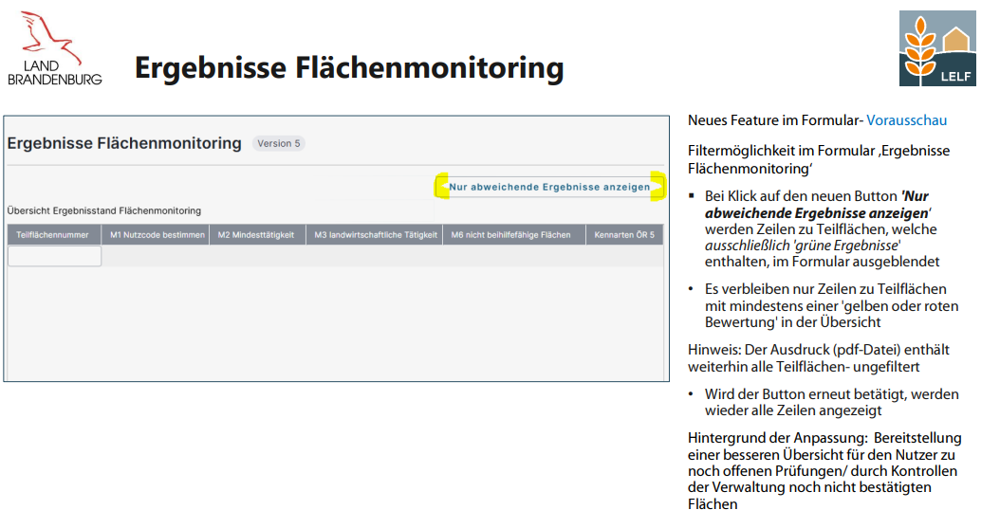 LAND
BRANDENBURG
Ergebnisse Flächenmonitoring
LELF
Ergebnisse Flächenmonitoring Version 5
Nur abweichende Ergebnisse anzeigen
Übersicht Ergebnisstand Flächenmonitoring
Teilflächennummer M1 Nutzcode bestimmen M2 Mindesttätigkeit M3 landwirtschaftliche Tätigkeit M6 nicht beihilfefähige Flächen Kennarten ÖR 5
Neues Feature im Formular- Vorausschau
Filtermöglichkeit im Formular ‚Ergebnisse
Flächenmonitoring‘
▪ Bei Klick auf den neuen Button 'Nur
abweichende Ergebnisse anzeigen‘
werden Zeilen zu Teilflächen, welche
ausschließlich 'grüne Ergebnisse'
enthalten, im Formular ausgeblendet
• Es verbleiben nur Zeilen zu Teilflächen
mit mindestens einer 'gelben oder roten
Bewertung' in der Übersicht
Hinweis: Der Ausdruck (pdf-Datei) enthält
weiterhin alle Teilflächen- ungefiltert
• Wird der Button erneut betätigt, werden
wieder alle Zeilen angezeigt
Hintergrund der Anpassung: Bereitstellung
einer besseren Übersicht für den Nutzer zu
noch offenen Prüfungen/ durch Kontrollen
der Verwaltung noch nicht bestätigten
Flächen